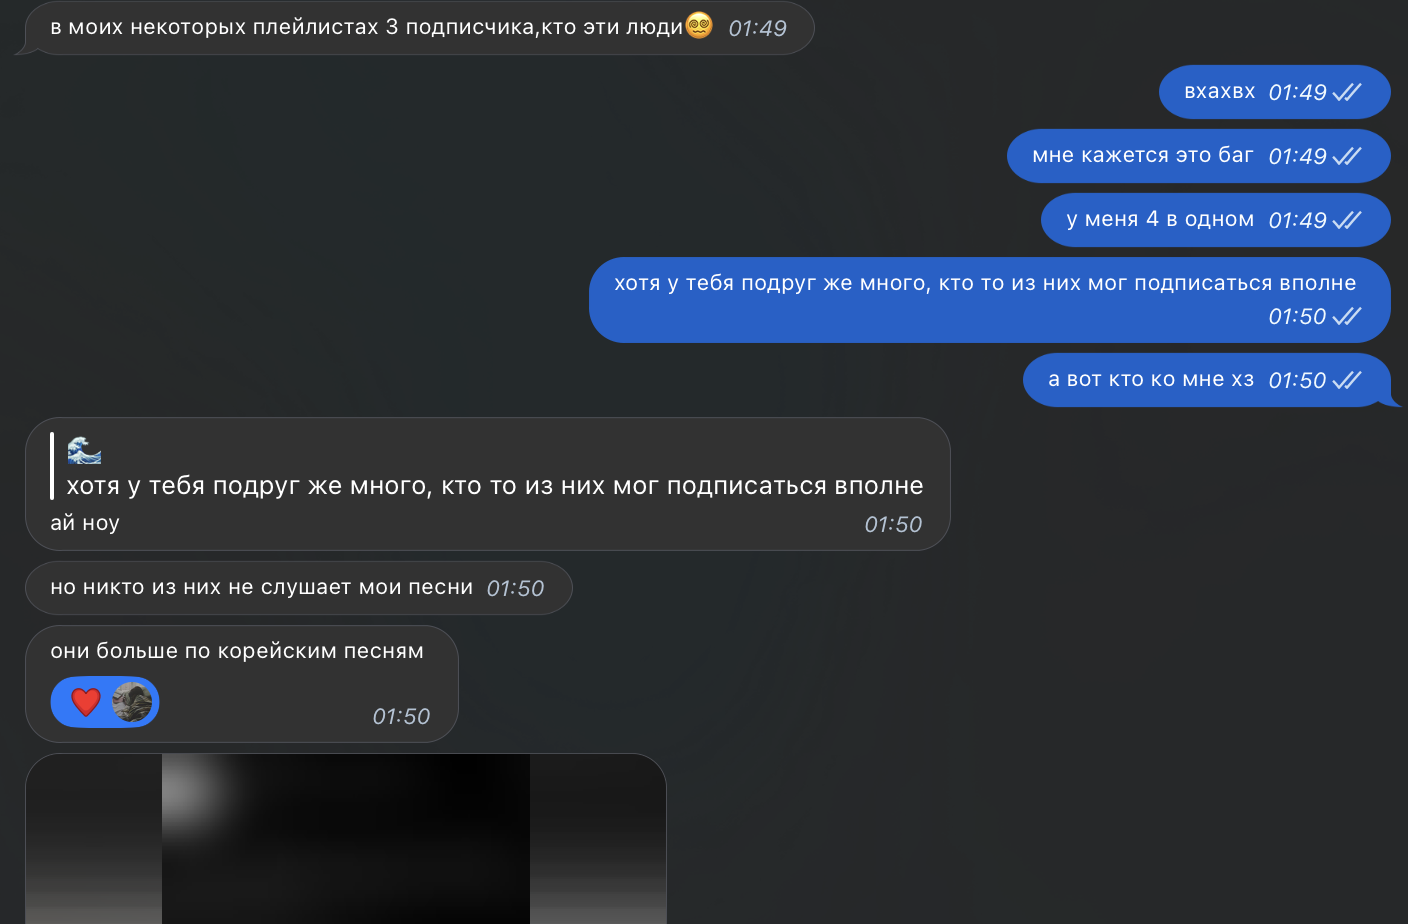 в моих некоторых плейлистах 3 подписчика,кто эти люди😵‍💫 01:49
вхахвх 01:49
мне кажется это баг 01:49
у меня 4 в одном 01:49
хотя у тебя подруг же много, кто то из них мог подписаться вполне
01:50
а вот кто ко мне хз 01:50
🌊
хотя у тебя подруг же много, кто то из них мог подписаться вполне
ай ноу 01:50
но никто из них не слушает мои песни 01:50
они больше по корейским песням
❤️ 01:50